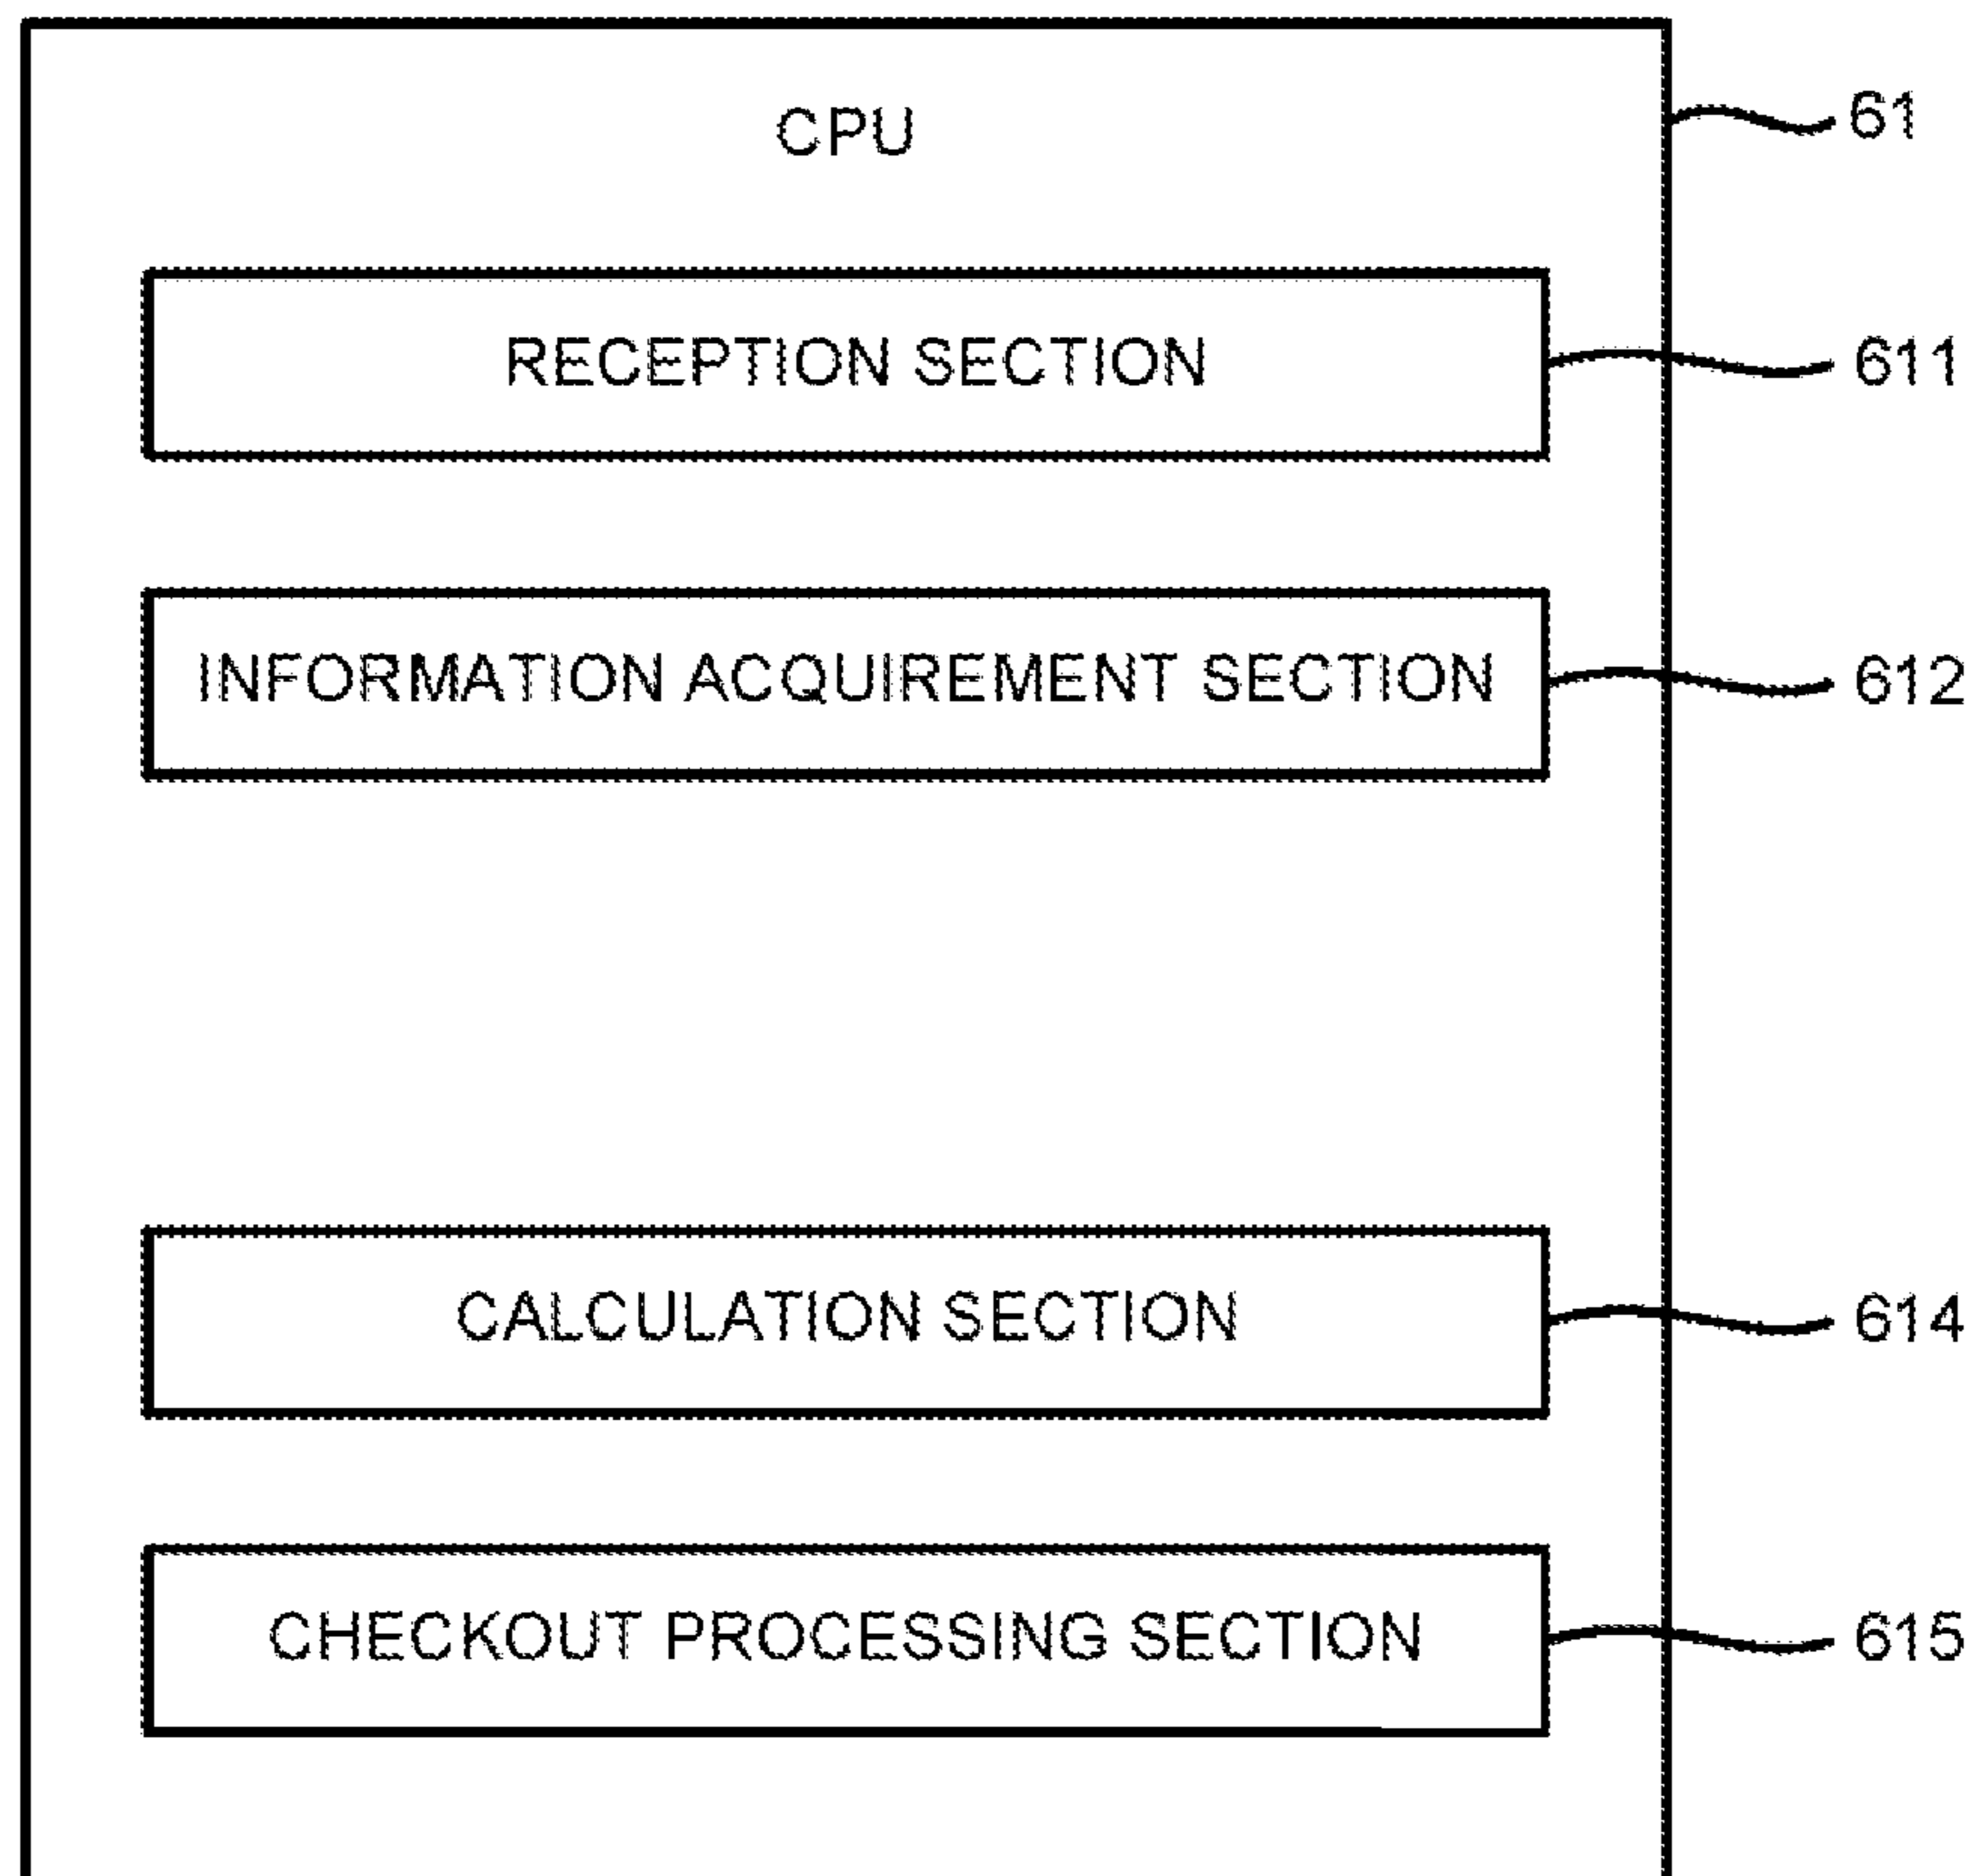 CPU
61
RECEPTION SECTION
611
INFORMATION ACQUIREMENT SECTION
612
CALCULATION SECTION
614
CHECKOUT PROCESSING SECTION
615